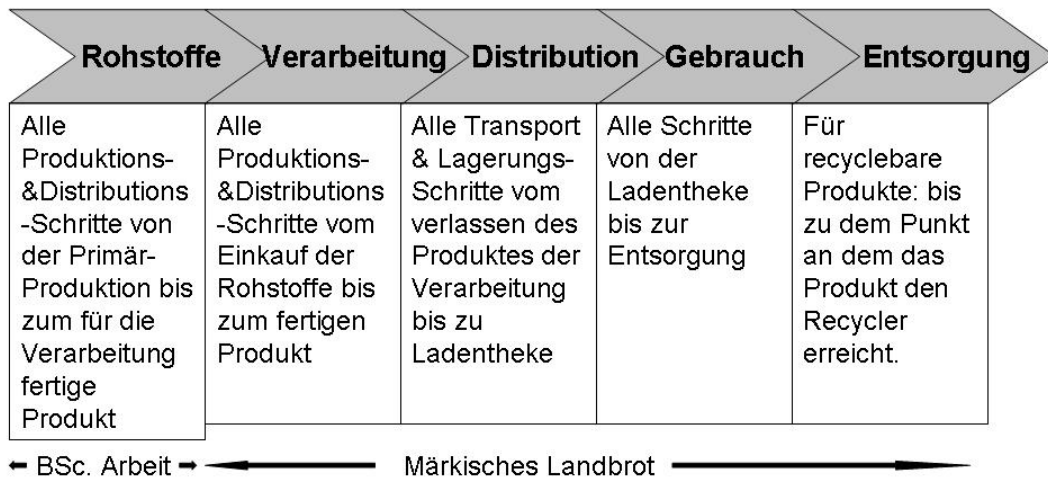 Rohstoffe
Verarbeitung
Distribution
Gebrauch
Entsorgung
Alle
Produktions-
&Distributions
-Schritte von
der Primär-
Produktion bis
zum für die
Verarbeitung
fertige
Produkt
Alle
Produktions-
&Distributions
-Schritte vom
Einkauf der
Rohstoffe bis
zum fertigen
Produkt
Alle Transport
& Lagerungs-
Schritte vom
verlassen des
Produktes der
Verarbeitung
bis zu
Ladentheke
Alle Schritte
von der
Ladentheke
bis zur
Entsorgung
Für
recyclebare
Produkte: bis
zu dem Punkt
an dem das
Produkt den
Recycler
erreicht.
BSc. Arbeit
Märkisches Landbrot